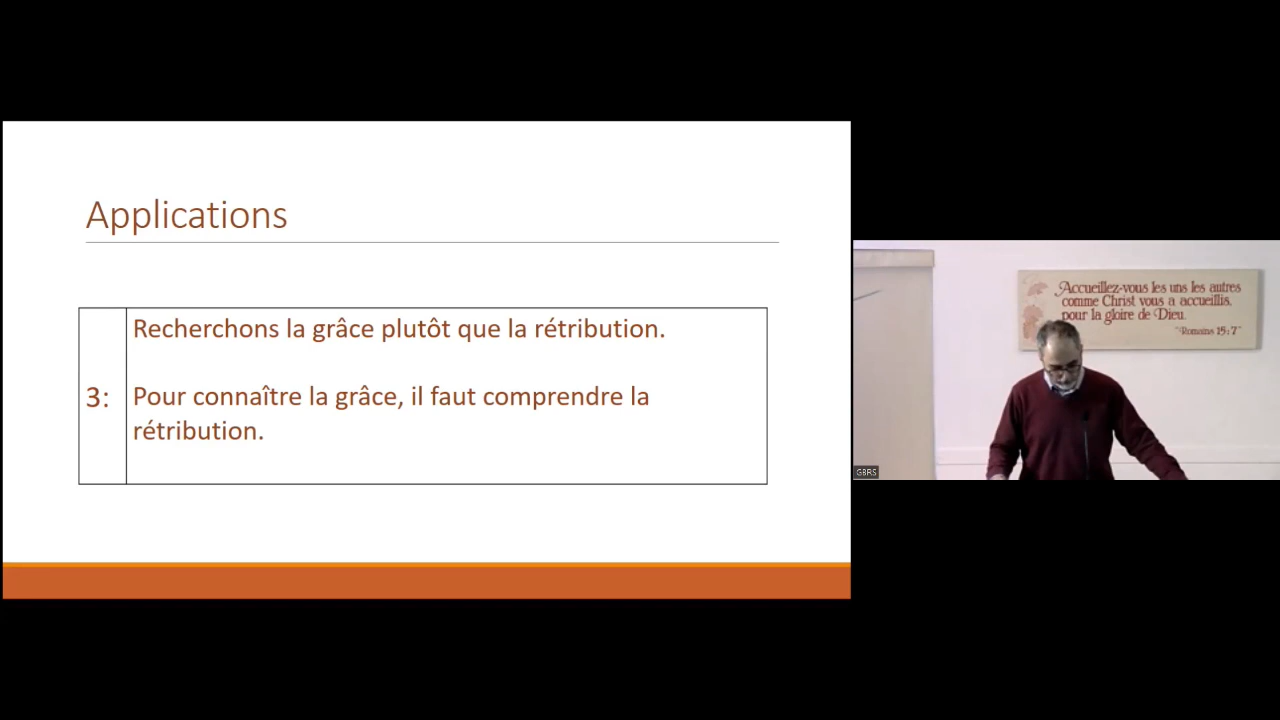 Applications
Recherchons la grâce plutôt que la rétribution.
3:
Pour connaître la grâce, il faut comprendre la
rétribution.
Accueillez-vous les uns les autres
comme Christ vous a accueillis,
pour la gloire de Dieu.
"Romains 15:7"
GBRS